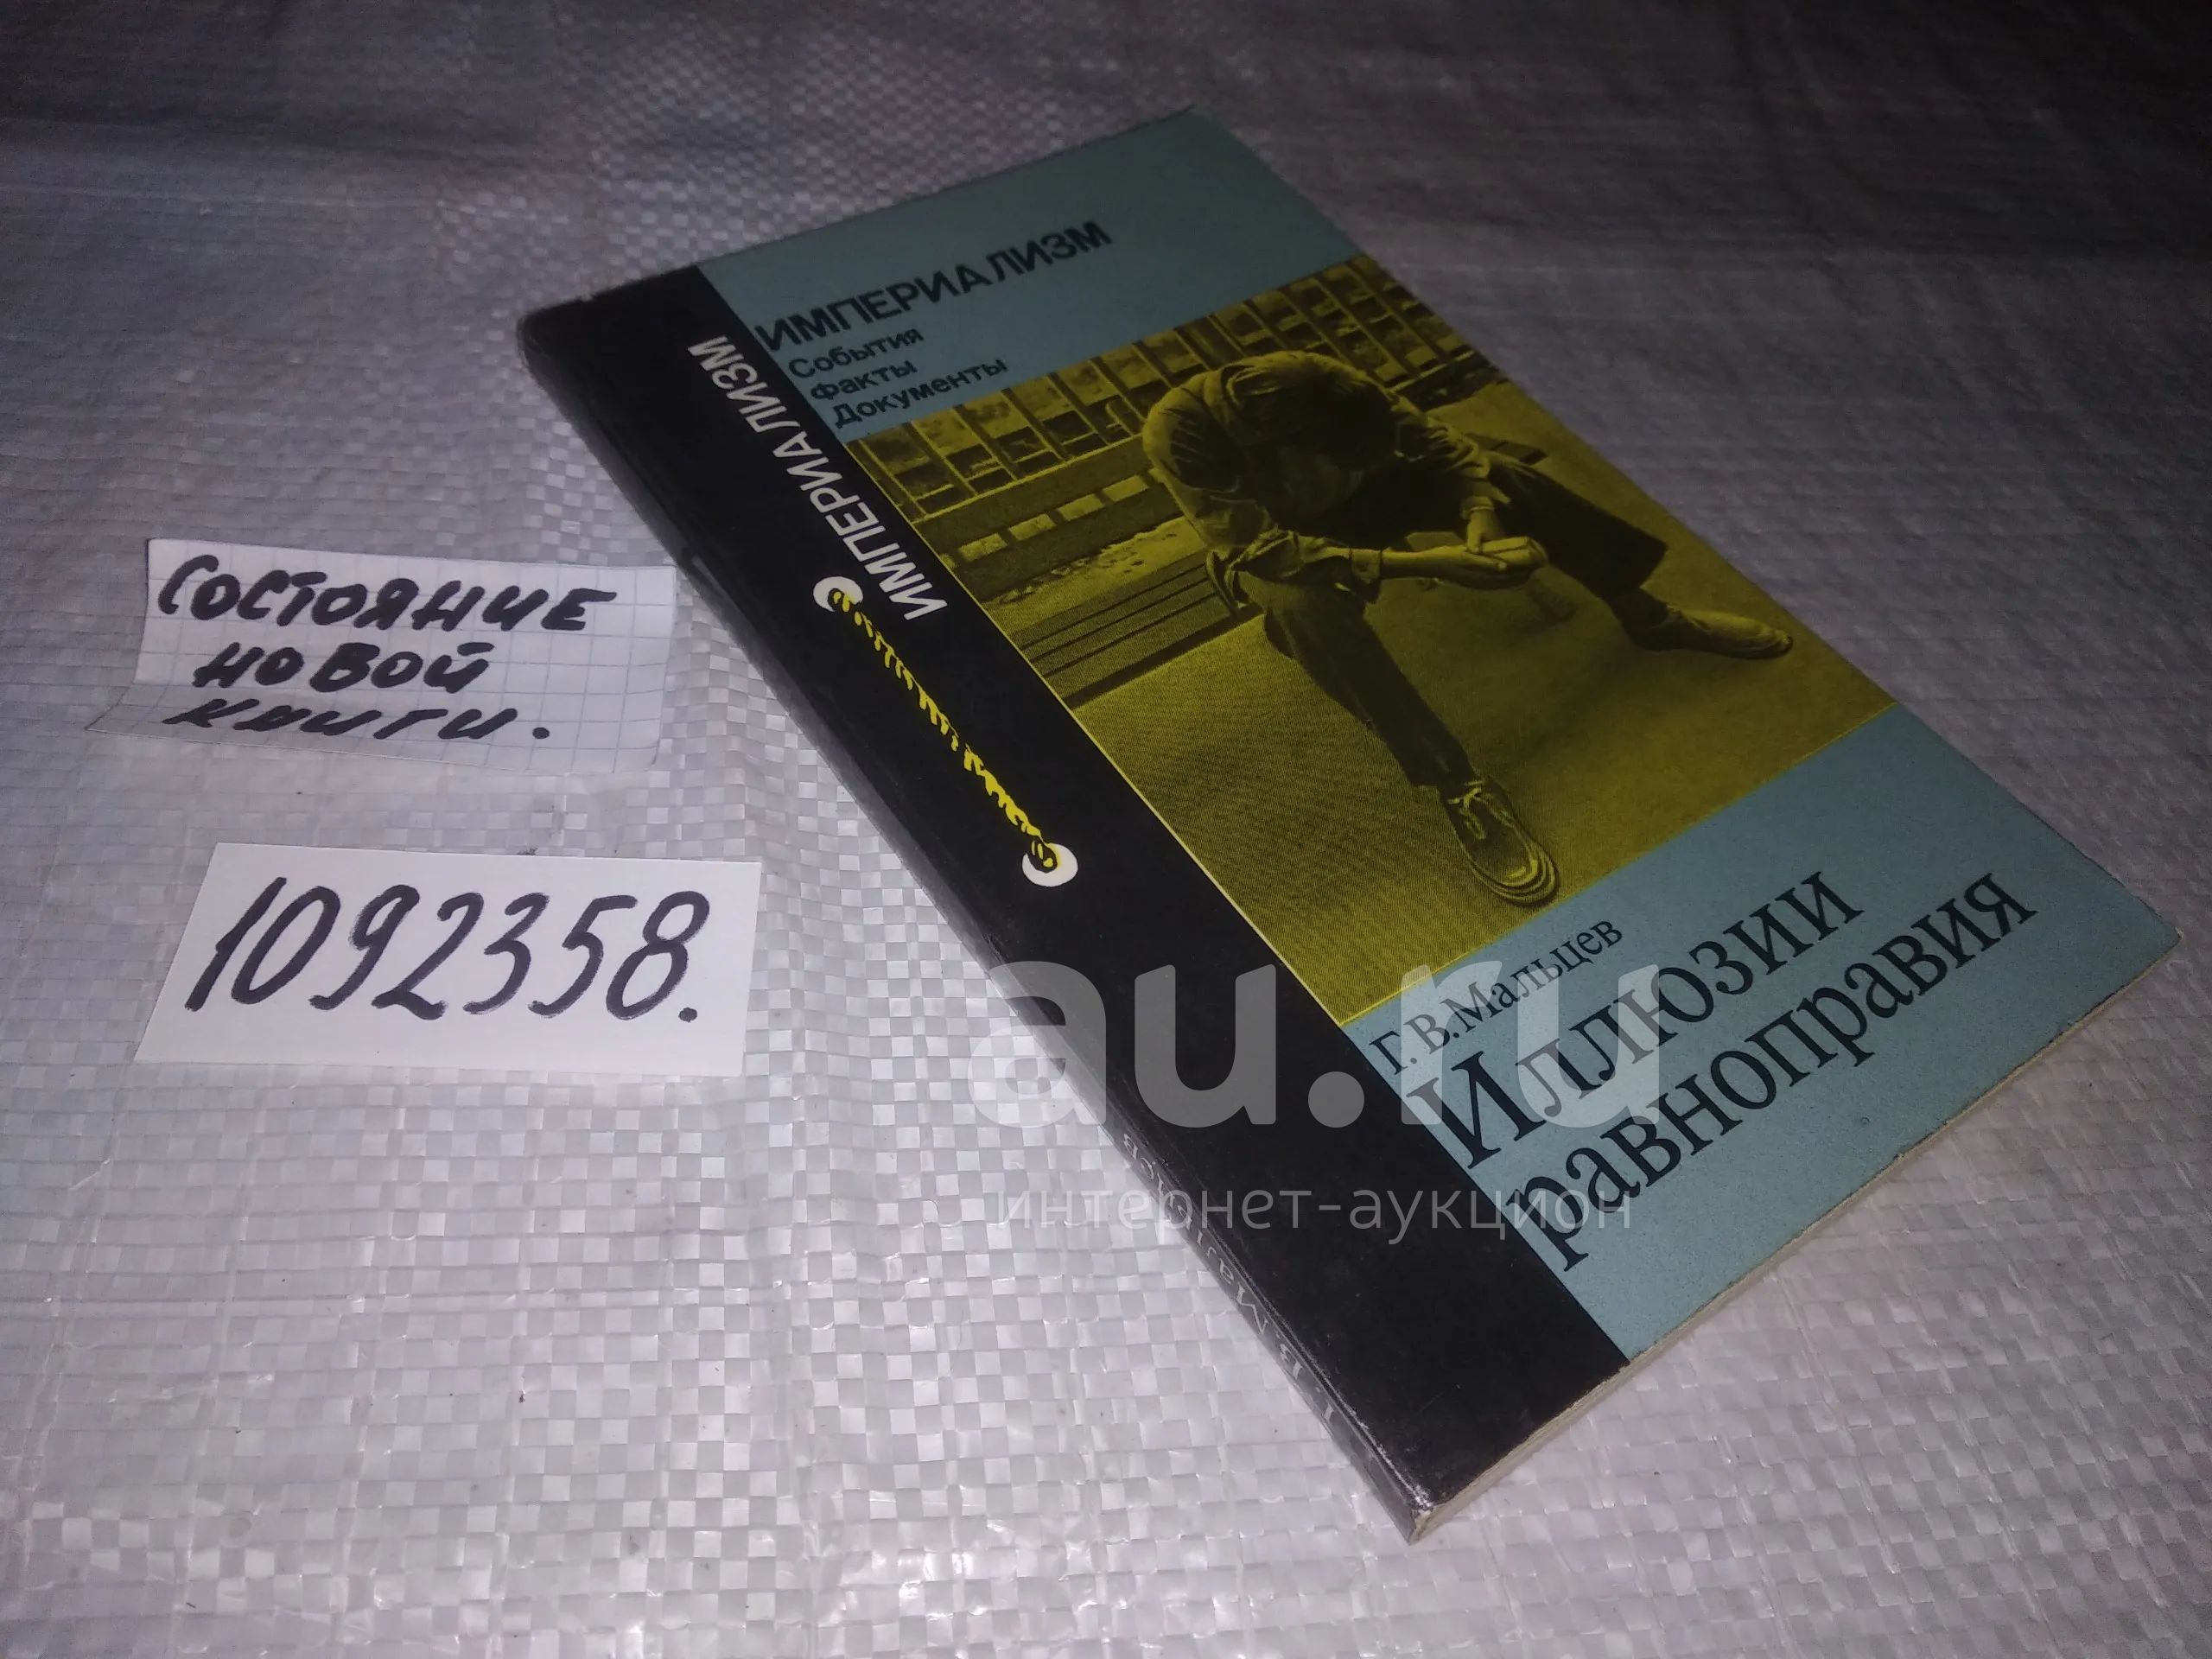 ИМПЕРИАЛИЗМ
События
Факты
Документы
ИМПЕРИАЛИЗМ
Г.В.Мальцев
Иллюзии
равноправия
СОСТОЯНИЕ
НОВОЙ
КНИГИ.
1092358.
au.ru
интернет-аукцион